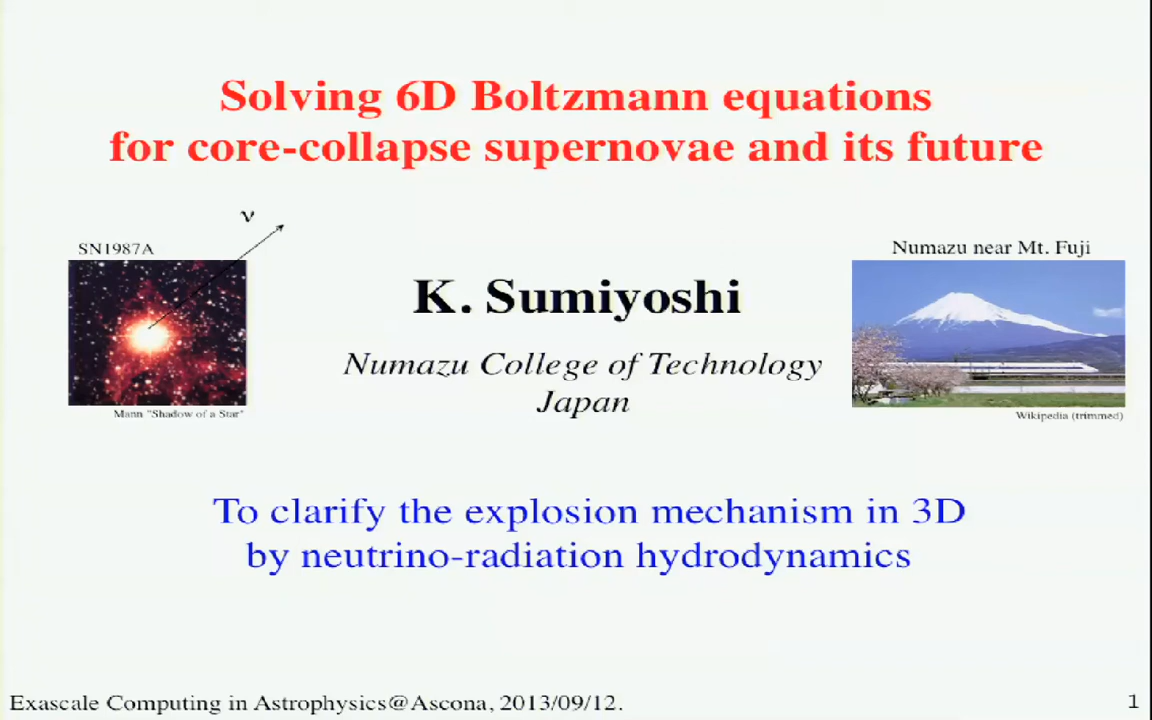 Solving 6D Boltzmann equations
for core-collapse supernovae and its future
ν
SN1987A
Numazu near Mt. Fuji
K. Sumiyoshi
Numazu College of Technology
Japan
Mann "Shadow of a Star"
Wikipedia (trimmed)
To clarify the explosion mechanism in 3D
by neutrino-radiation hydrodynamics
Exascale Computing in Astrophysics@Ascona, 2013/09/12.
1